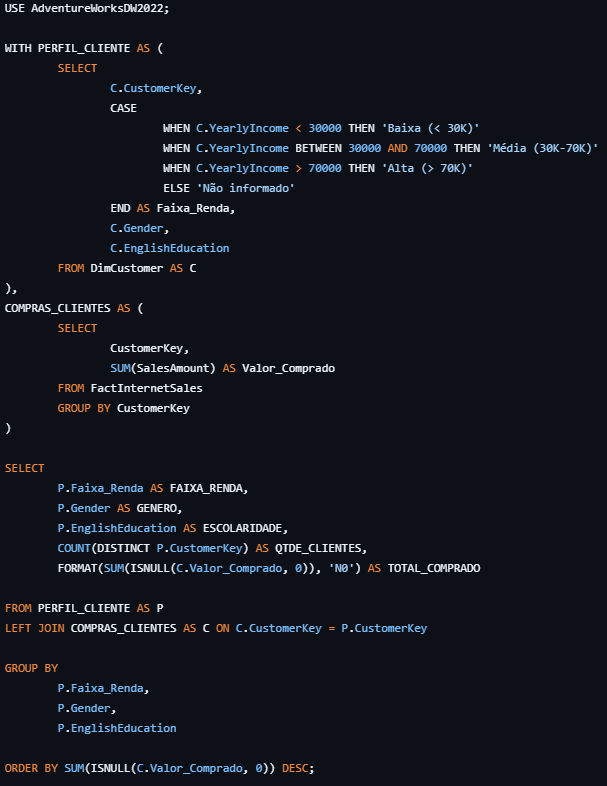 USE AdventureWorksDW2022;
WITH PERFIL_CLIENTE AS (
SELECT
C.CustomerKey,
CASE
WHEN C.YearlyIncome < 30000 THEN 'Baixa (< 30K)'
WHEN C.YearlyIncome BETWEEN 30000 AND 70000 THEN 'Média (30K-70K)'
WHEN C.YearlyIncome > 70000 THEN 'Alta (> 70K)'
ELSE 'Não informado'
END AS Faixa_Renda,
C.Gender,
C.EnglishEducation
FROM DimCustomer AS C
),
COMPRAS_CLIENTES AS (
SELECT
CustomerKey,
SUM(SalesAmount) AS Valor_Comprado
FROM FactInternetSales
GROUP BY CustomerKey
)
SELECT
P.Faixa_Renda AS FAIXA_RENDA,
P.Gender AS GENERO,
P.EnglishEducation AS ESCOLARIDADE,
COUNT(DISTINCT P.CustomerKey) AS QTDE_CLIENTES,
FORMAT(SUM(ISNULL(C.Valor_Comprado, 0)), 'N0') AS TOTAL_COMPRADO
FROM PERFIL_CLIENTE AS P
LEFT JOIN COMPRAS_CLIENTES AS C ON C.CustomerKey = P.CustomerKey
GROUP BY
P.Faixa_Renda,
P.Gender,
P.EnglishEducation
ORDER BY SUM(ISNULL(C.Valor_Comprado, 0)) DESC;